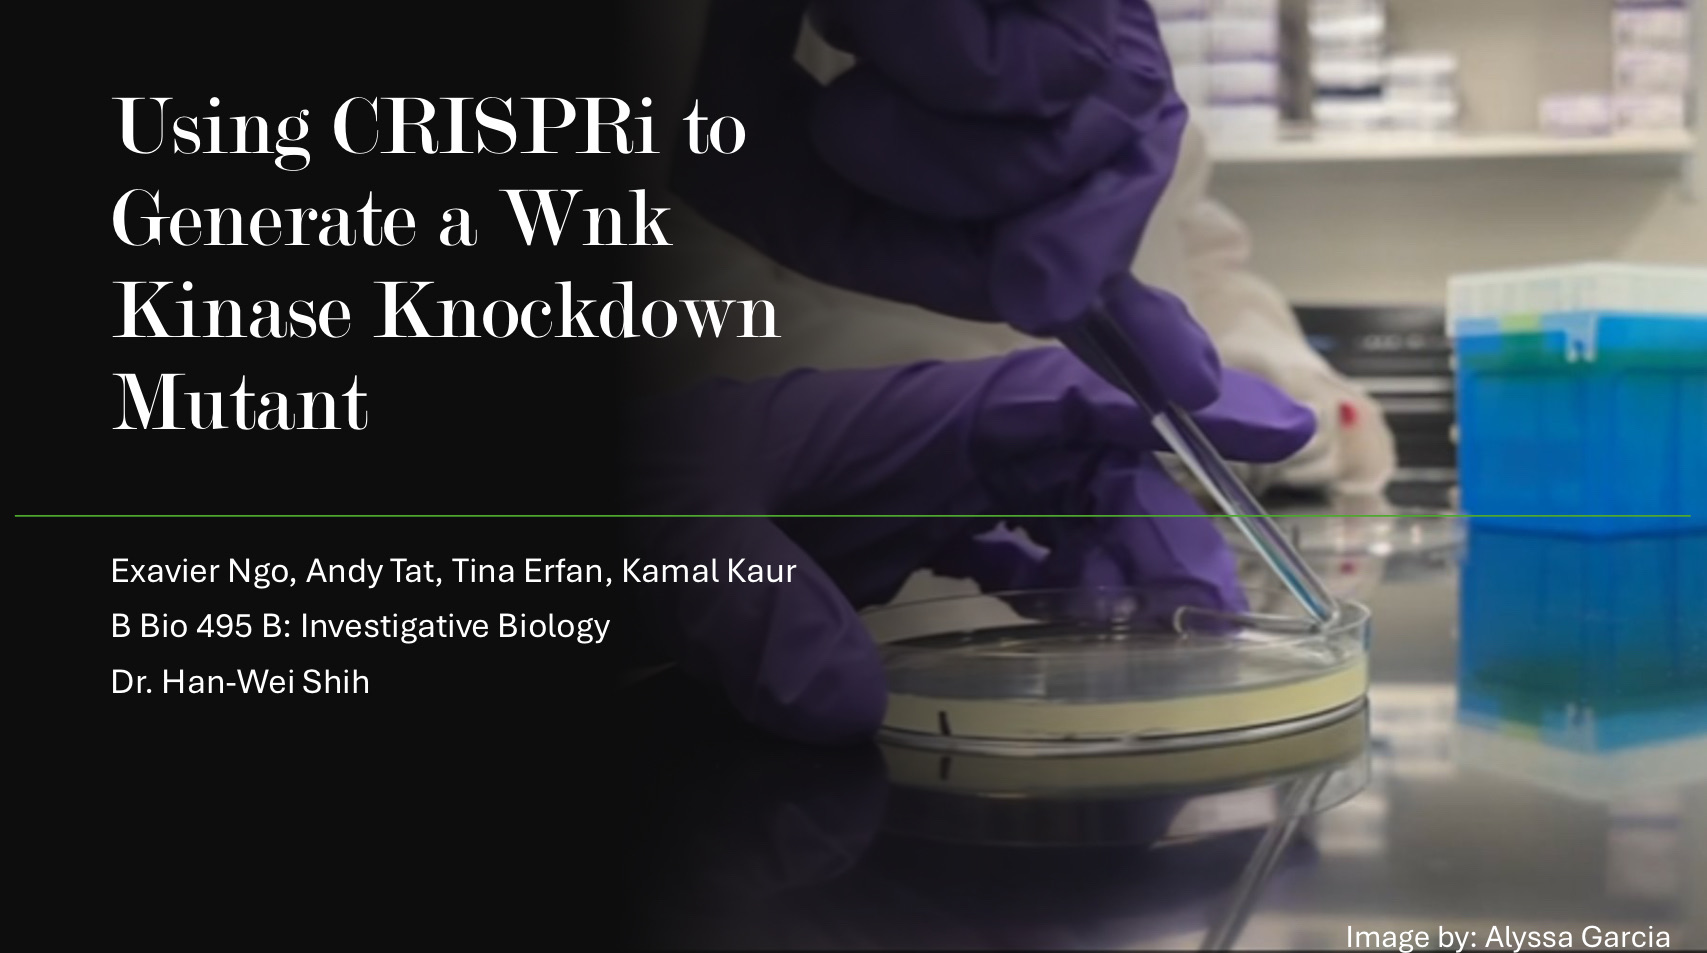 Using CRISPRi to
Generate a Wnk
Kinase Knockdown
Mutant
Exavier Ngo, Andy Tat, Tina Erfan, Kamal Kaur
B Bio 495 B: Investigative Biology
Dr. Han-Wei Shih
Image by: Alyssa Garcia